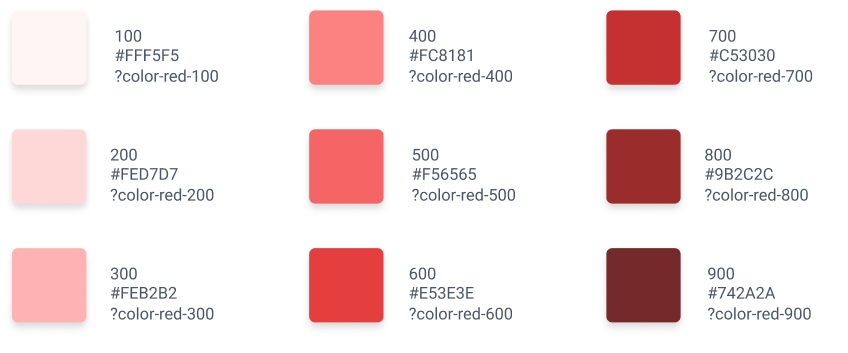 100
#FFF5F5
?color-red-100
200
#FED7D7
?color-red-200
300
#FEB2B2
?color-red-300
400
#FC8181
?color-red-400
500
#F56565
?color-red-500
600
#E53E3E
?color-red-600
700
#C53030
?color-red-700
800
#9B2C2C
?color-red-800
900
#742A2A
?color-red-900